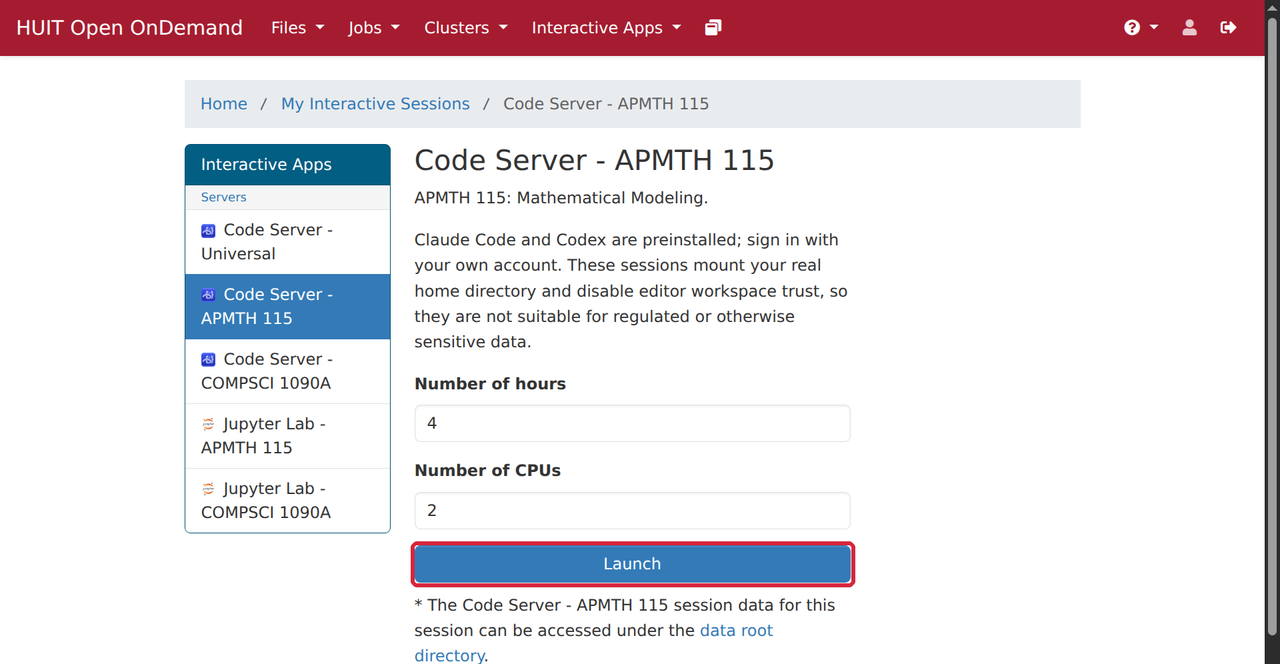 HUIT Open OnDemand Files Jobs Clusters Interactive Apps
Home / My Interactive Sessions / Code Server - APMTH 115
Interactive Apps
Servers
Code Server -
Universal
Code Server -
APMTH 115
Code Server -
COMPSCI 1090A
Jupyter Lab -
APMTH 115
Jupyter Lab -
COMPSCI 1090A
Code Server - APMTH 115
APMTH 115: Mathematical Modeling.
Claude Code and Codex are preinstalled; sign in with
your own account. These sessions mount your real
home directory and disable editor workspace trust, so
they are not suitable for regulated or otherwise
sensitive data.
Number of hours
4
Number of CPUs
2
Launch
* The Code Server - APMTH 115 session data for this
session can be accessed under the data root
directory.